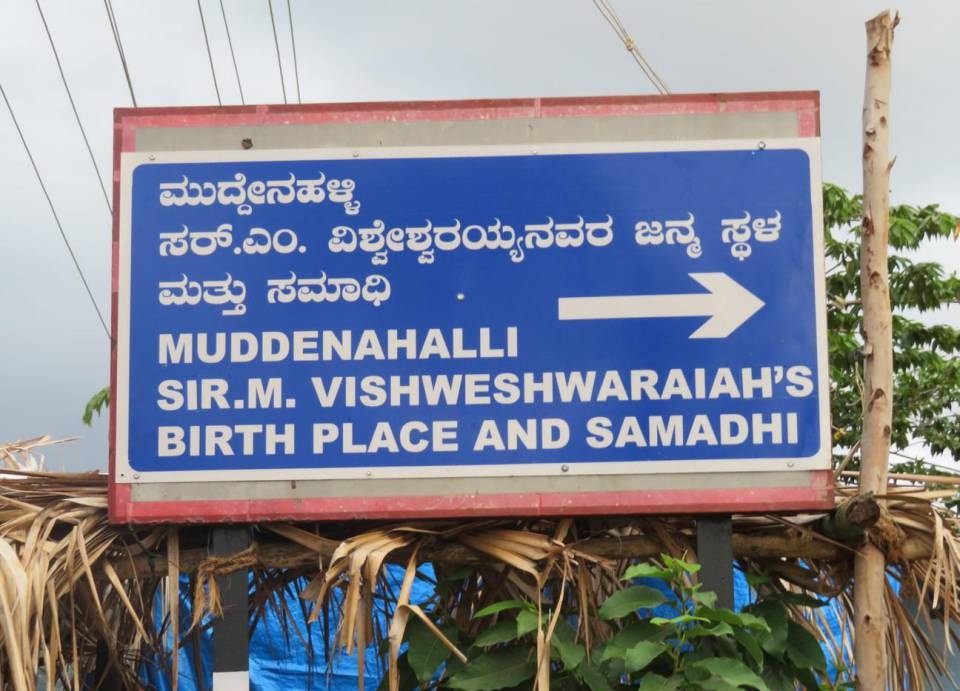 ಮುದ್ದೇನಹಳ್ಳಿ
ಸರ್.ಎಂ. ವಿಶ್ವೇಶ್ವರಯ್ಯನವರ ಜನ್ಮ ಸ್ಥಳ
ಮತ್ತು ಸಮಾಧಿ
MUDDENAHALLI
SIR.M. VISHWESHWARAIAH'S
BIRTH PLACE AND SAMADHI